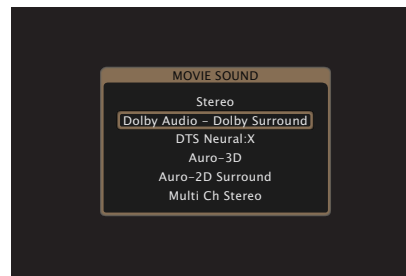 MOVIE SOUND
Stereo
Dolby Audio – Dolby Surround
DTS Neural:X
Auro-3D
Auro-2D Surround
Multi Ch Stereo